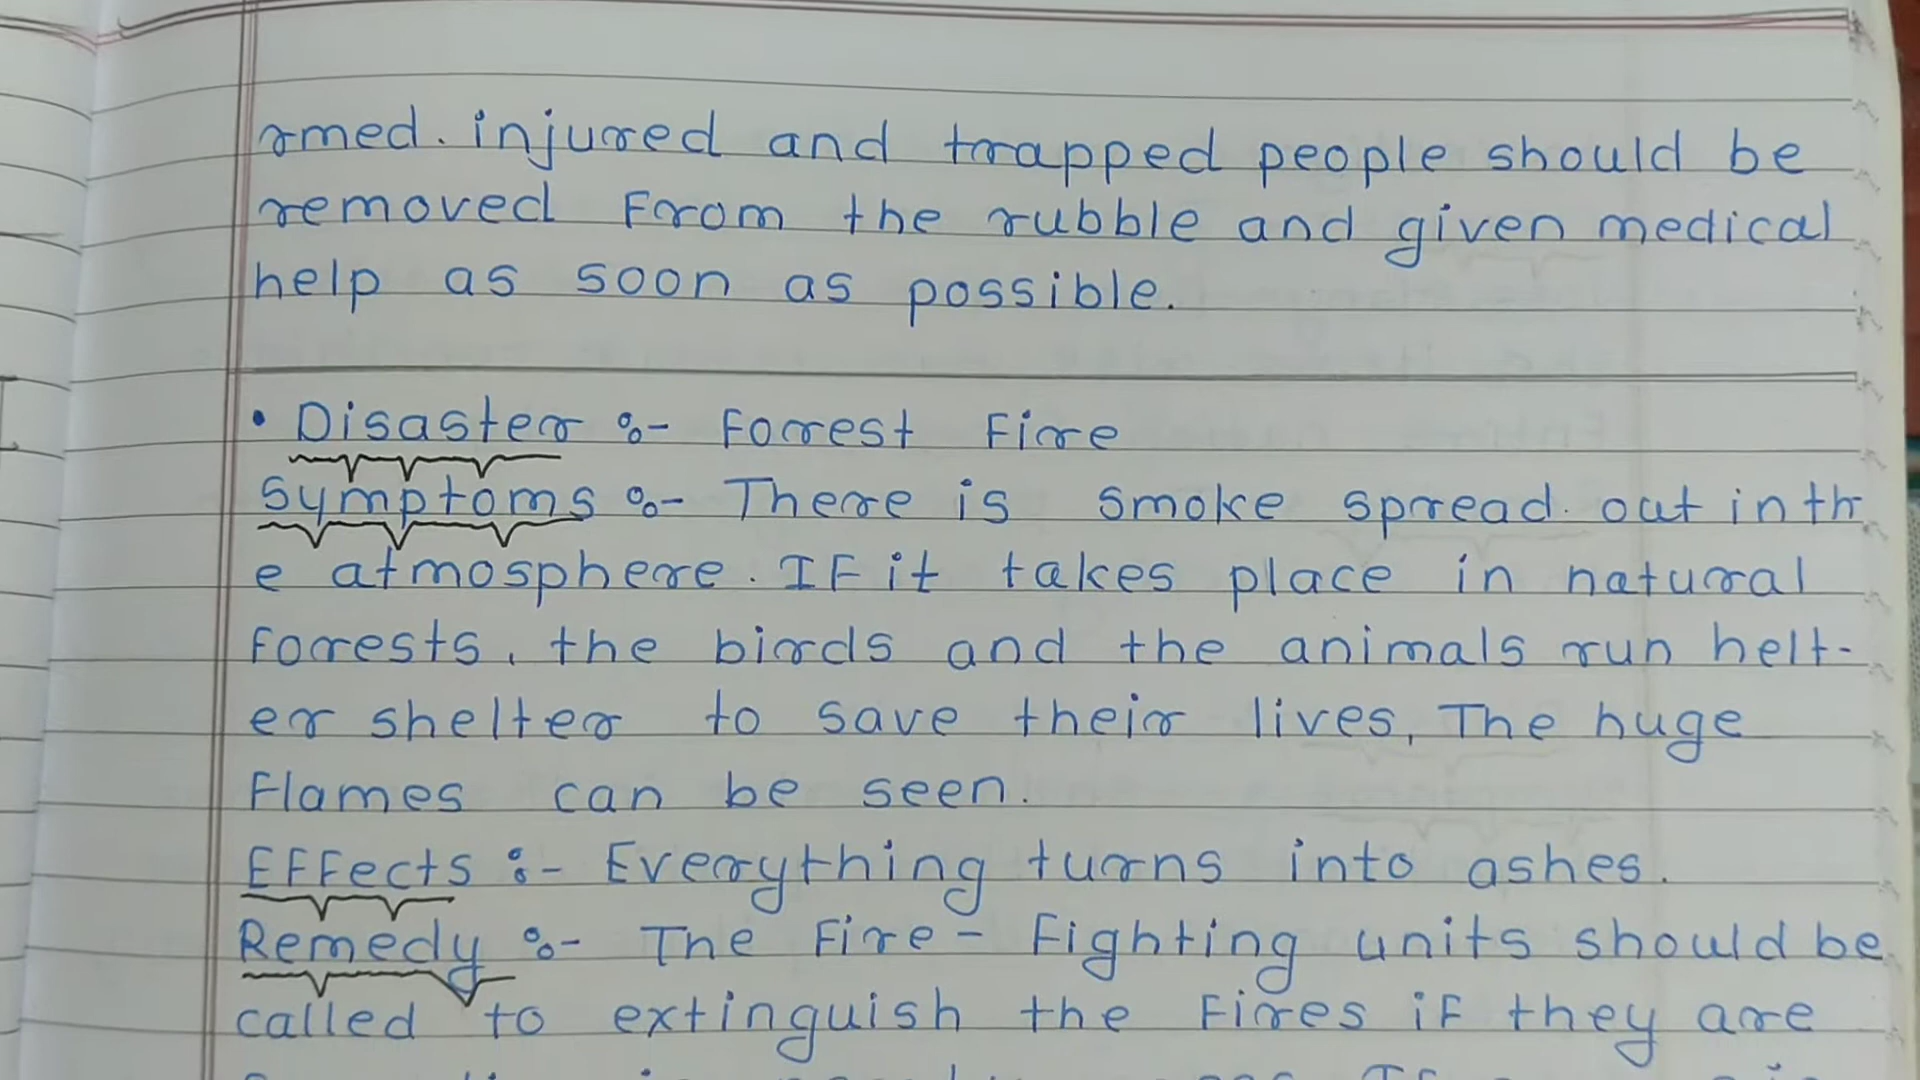 rmed. injured and trapped people should be
removed From the rubble and given medical
help as soon as possible.
• Disaster :- Forest Fire
Symptoms :- There is smoke spread out in th
e atmosphere. IF it takes place in natural
Forests, the birds and the animals run helt-
er shelter to save their lives, The huge
Flames can be seen.
EFFects :- Everything turns into ashes.
Remedy :- The Fire - Fighting units should be
called to extinguish the Fires iF they are